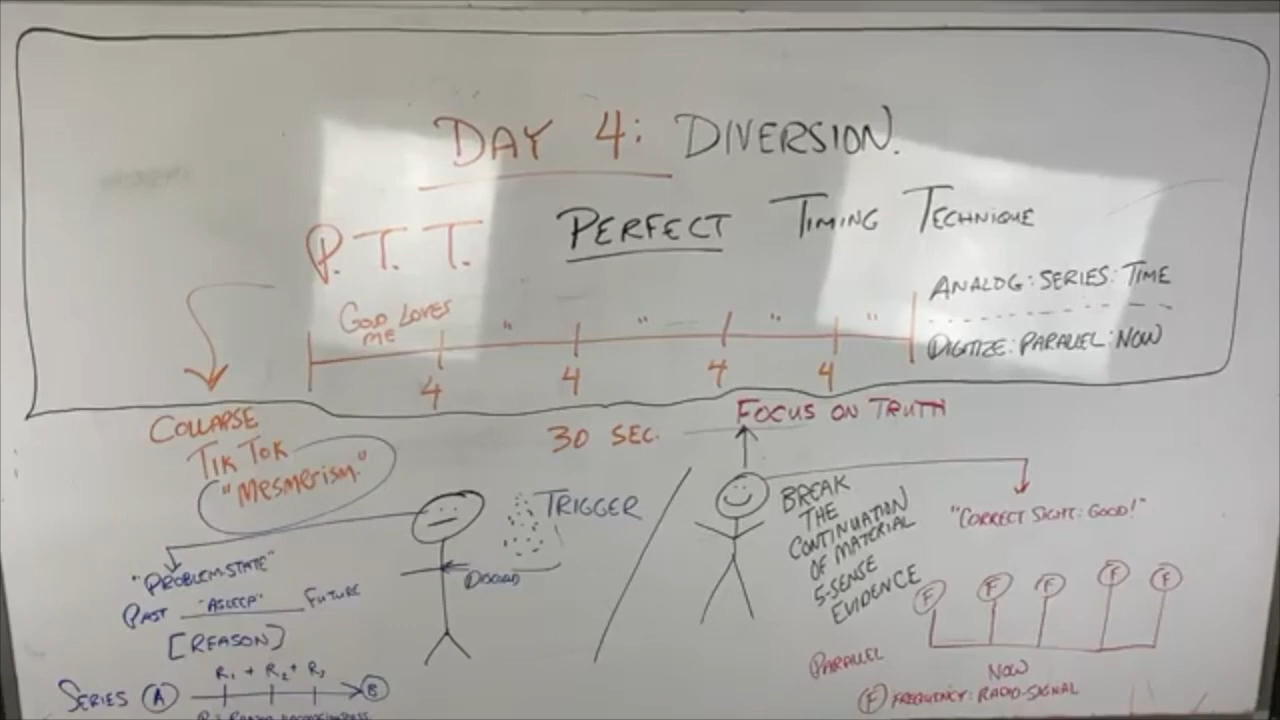 DAY 4: DIVERSION.
P.T.T. PERFECT TIMING TECHNIQUE
GOD LOVES ME " " " "
4 4 4 4
ANALOG: SERIES: TIME
DIGITIZE: PARALLEL: NOW
COLLAPSE
TIK TOK
"MESMERISM."
30 SEC.
FOCUS ON TRUTH
TRIGGER
"PROBLEM-STATE"
PAST "ASLEEP" FUTURE
[REASON]
SERIES A R1 + R2 + R3 B
BREAK
THE
CONTINUATION
OF MATERIAL
5-SENSE
EVIDENCE
"CORRECT SIGHT: GOOD!"
F F F F F
PARALLEL
NOW
F FREQUENCY: RADIO-SIGNAL